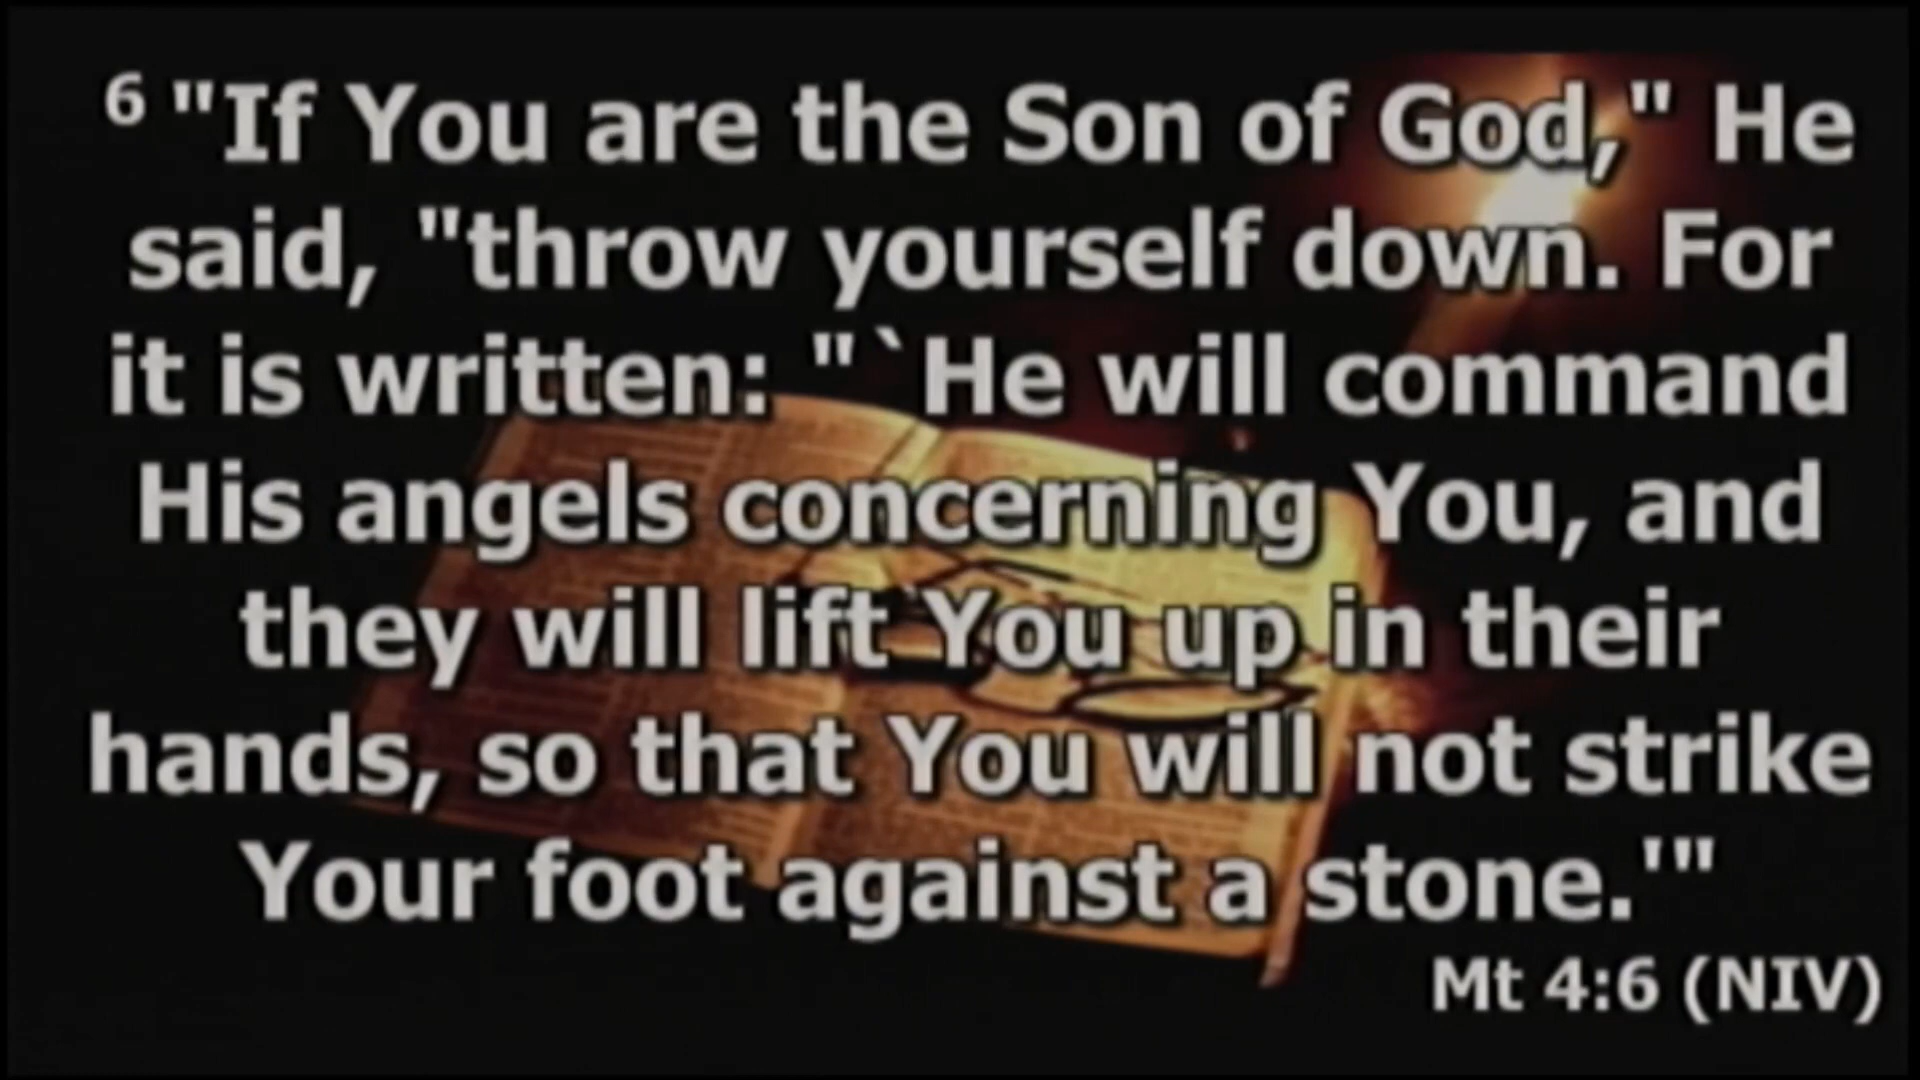 6 "If You are the Son of God," He
said, "throw yourself down. For
it is written: "`He will command
His angels concerning You, and
they will lift You up in their
hands, so that You will not strike
Your foot against a stone.'"
Mt 4:6 (NIV)